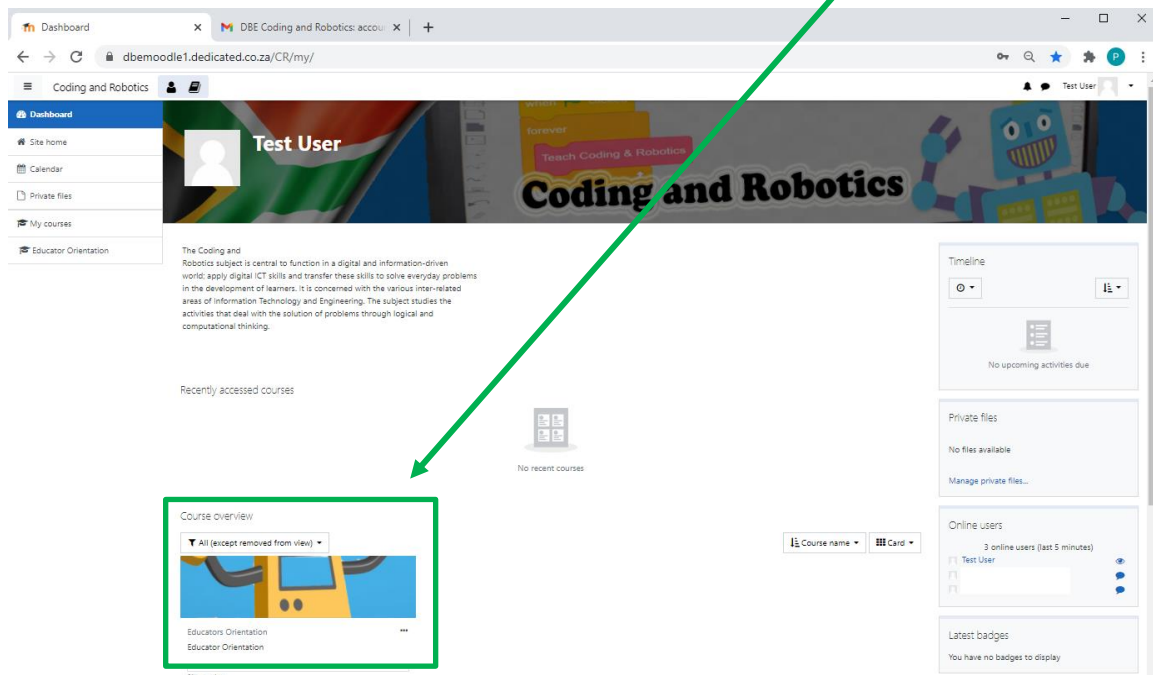 Dashboard
DBE Coding and Robotics: accou
dbemoodle1.dedicated.co.za/CR/my/
P
Coding and Robotics
Test User
Dashboard
Site home
Calendar
Private files
My courses
Educator Orientation
Test User
forever
Teach Coding & Robotics
Coding and Robotics
The Coding and
Robotics subject is central to function in a digital and information-driven
world; apply digital ICT skills and transfer these skills to solve everyday problems
in the development of learners. It is concerned with the various inter-related
areas of Information Technology and Engineering. The subject studies the
activities that deal with the solution of problems through logical and
computational thinking.
Recently accessed courses
No recent courses
Course overview
All (except removed from view)
Course name
Card
Educators Orientation
Educator Orientation
Timeline
No upcoming activities due
Private files
No files available
Manage private files...
Online users
3 online users (last 5 minutes)
Test User
Latest badges
You have no badges to display